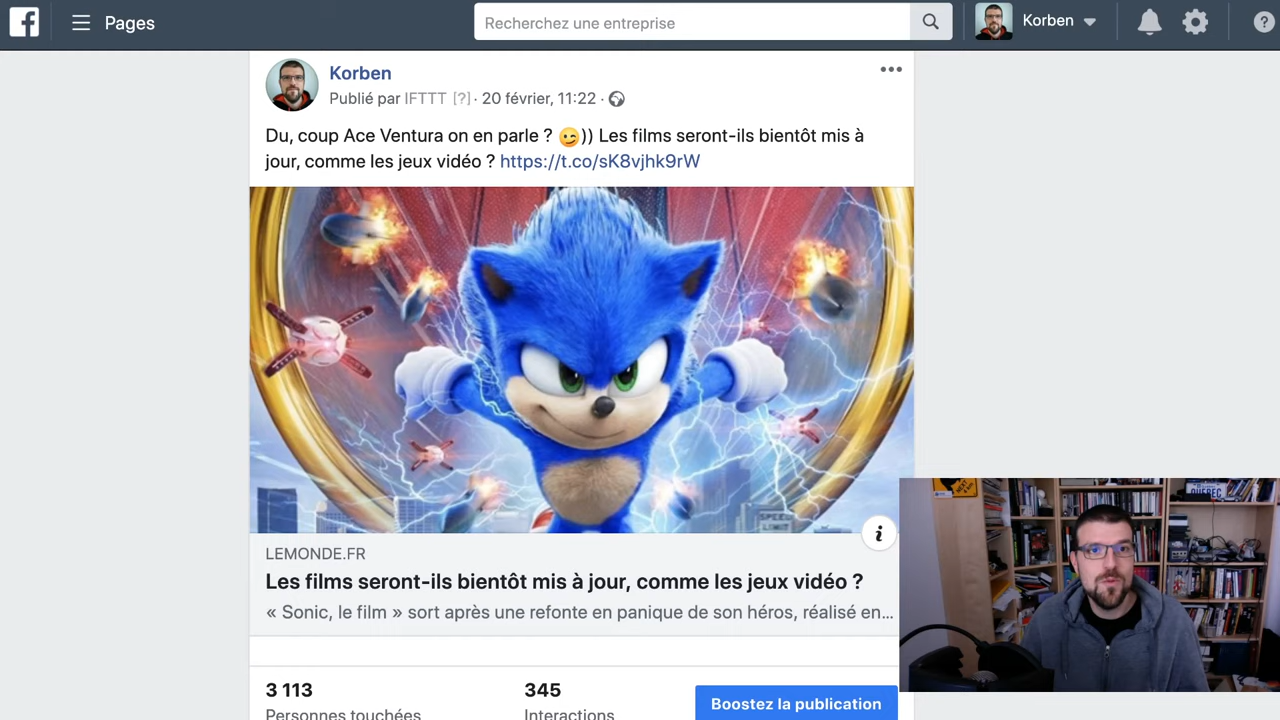 Pages
Recherchez une entreprise
Korben
Korben
Publié par IFTTT [?] · 20 février, 11:22 ·
Du, coup Ace Ventura on en parle ? 😉)) Les films seront-ils bientôt mis à
jour, comme les jeux vidéo ? https://t.co/sK8vjhk9rW
SPEED
LIMIT
i
LEMONDE.FR
Les films seront-ils bientôt mis à jour, comme les jeux vidéo ?
« Sonic, le film » sort après une refonte en panique de son héros, réalisé en...
QUÉBEC
3 113
Personnes touchées
345
Interactions
Boostez la publication